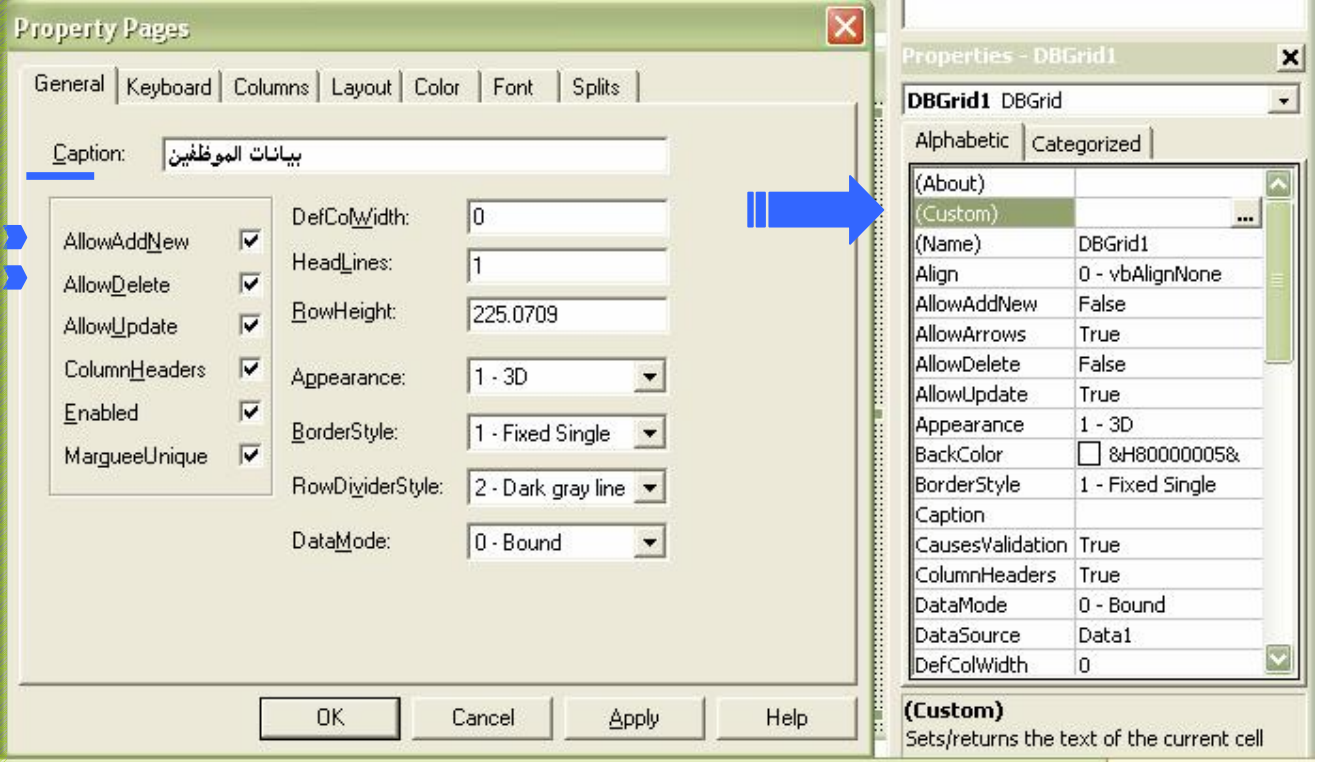 Property Pages
General Keyboard Columns Layout Color Font Splits
Caption: بيانات الموظفين
AllowAddNew
AllowDelete
AllowUpdate
ColumnHeaders
Enabled
MargueeUnique
DefColWidth: 0
HeadLines: 1
RowHeight: 225.0709
Appearance: 1 - 3D
BorderStyle: 1 - Fixed Single
RowDividerStyle: 2 - Dark gray line
DataMode: 0 - Bound
OK Cancel Apply Help
Properties - DBGrid1
DBGrid1 DBGrid
Alphabetic Categorized
(About)
(Custom) ...
(Name) DBGrid1
Align 0 - vbAlignNone
AllowAddNew False
AllowArrows True
AllowDelete False
AllowUpdate True
Appearance 1 - 3D
BackColor &H80000005&
BorderStyle 1 - Fixed Single
Caption
CausesValidation True
ColumnHeaders True
DataMode 0 - Bound
DataSource Data1
DefColWidth 0
(Custom)
Sets/returns the text of the current cell